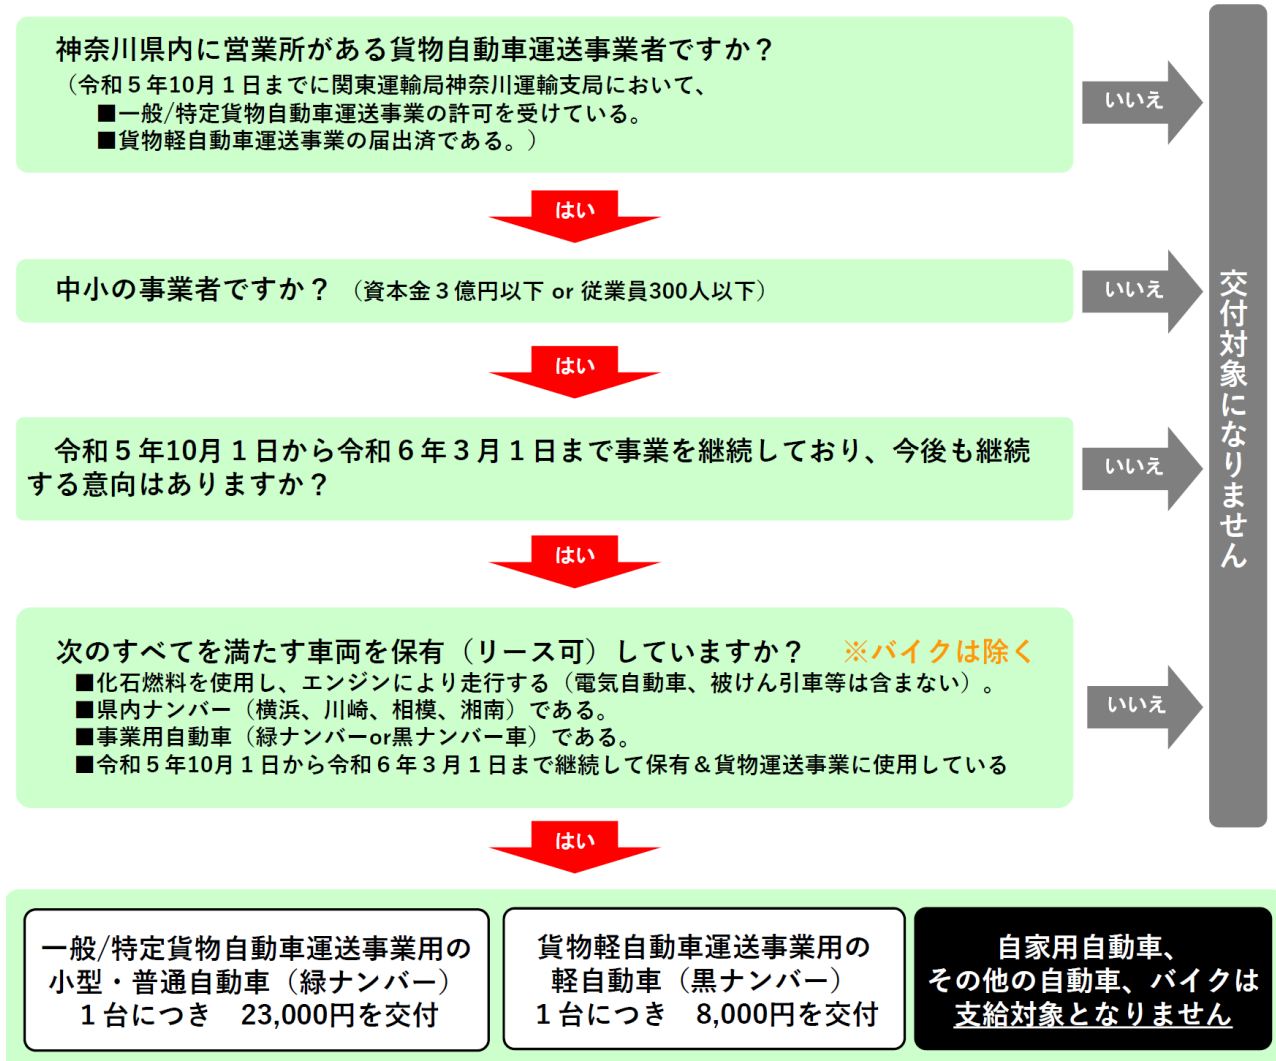 神奈川県内に営業所がある貨物自動車運送事業者ですか？
（令和５年10月１日までに関東運輸局神奈川運輸支局において、
■一般/特定貨物自動車運送事業の許可を受けている。
■貨物軽自動車運送事業の届出済である。）
いいえ
はい
中小の事業者ですか？（資本金３億円以下 or 従業員300人以下）
いいえ
はい
令和５年10月１日から令和６年３月１日まで事業を継続しており、今後も継続
する意向はありますか？
いいえ
はい
次のすべてを満たす車両を保有（リース可）していますか？　※バイクは除く
■化石燃料を使用し、エンジンにより走行する（電気自動車、被けん引車等は含まない）。
■県内ナンバー（横浜、川崎、相模、湘南）である。
■事業用自動車（緑ナンバーor黒ナンバー車）である。
■令和５年10月１日から令和６年３月１日まで継続して保有＆貨物運送事業に使用している
いいえ
はい
交付対象になりません
一般/特定貨物自動車運送事業用の
小型・普通自動車（緑ナンバー）
１台につき　23,000円を交付
貨物軽自動車運送事業用の
軽自動車（黒ナンバー）
１台につき　8,000円を交付
自家用自動車、
その他の自動車、バイクは
支給対象となりません